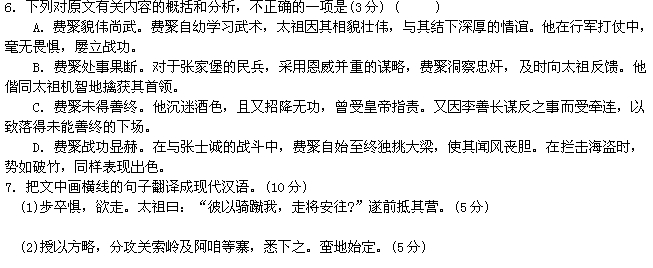 6. 下列对原文有关内容的概括和分析，不正确的一项是(3分) (    )
A. 费聚貌伟尚武。费聚自幼学习武术，太祖因其相貌壮伟，与其结下深厚的情谊。他在行军打仗中，
毫无畏惧，屡立战功。
B. 费聚处事果断。对于张家堡的民兵，采用恩威并重的谋略，费聚洞察忠奸，及时向太祖反馈。他
偕同太祖机智地擒获其首领。
C. 费聚未得善终。他沉迷酒色，且又招降无功，曾受皇帝指责。又因李善长谋反之事而受牵连，以
致落得未能善终的下场。
D. 费聚战功显赫。在与张士诚的战斗中，费聚自始至终独挑大梁，使其闻风丧胆。在拦击海盗时，
势如破竹，同样表现出色。
7. 把文中画横线的句子翻译成现代汉语。(10分)
(1)步卒惧，欲走。太祖曰：“彼以骑蹴我，走将安往?”遂前抵其营。(5分)
(2)授以方略，分攻关索岭及阿咱等寨，悉下之。蛮地始定。(5分)